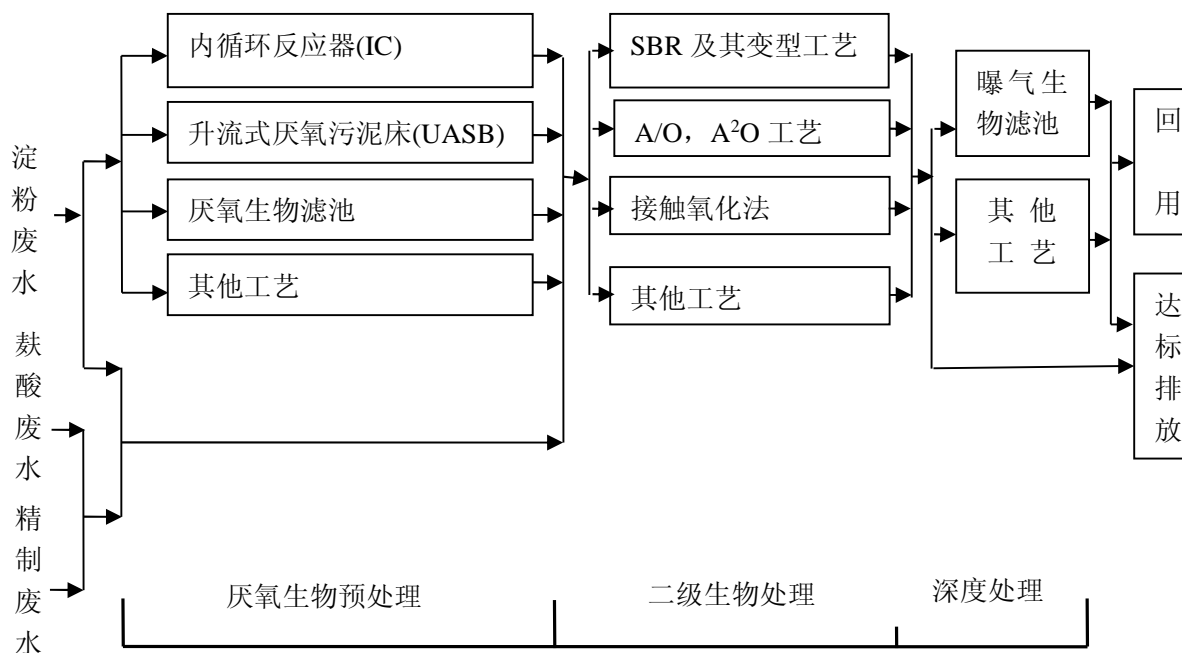 淀粉废水
麸酸废水
精制废水
内循环反应器(IC)
升流式厌氧污泥床(UASB)
厌氧生物滤池
其他工艺
SBR 及其变型工艺
A/O，A²O 工艺
接触氧化法
其他工艺
曝气生
物滤池
其他
工艺
回用
达标排放
厌氧生物预处理
二级生物处理
深度处理